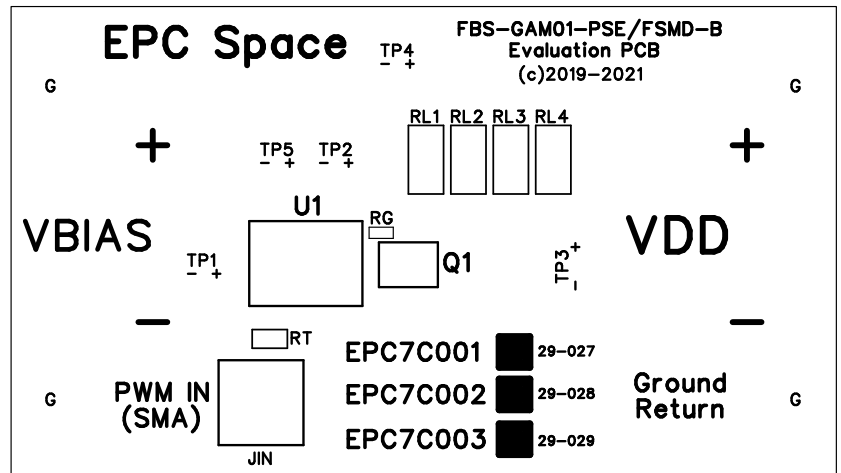 EPC Space
FBS-GAM01-PSE/FSMD-B
Evaluation PCB
(c)2019-2021
TP4
- +
G
G
RL1 RL2 RL3 RL4
+
+
TP5 TP2
- + - +
U1
RG
VBIAS
VDD
TP1
- +
Q1
TP3
- +
-
-
RT
EPC7C001 29-027
PWM IN
(SMA)
EPC7C002 29-028
Ground
Return
G
G
EPC7C003 29-029
JIN